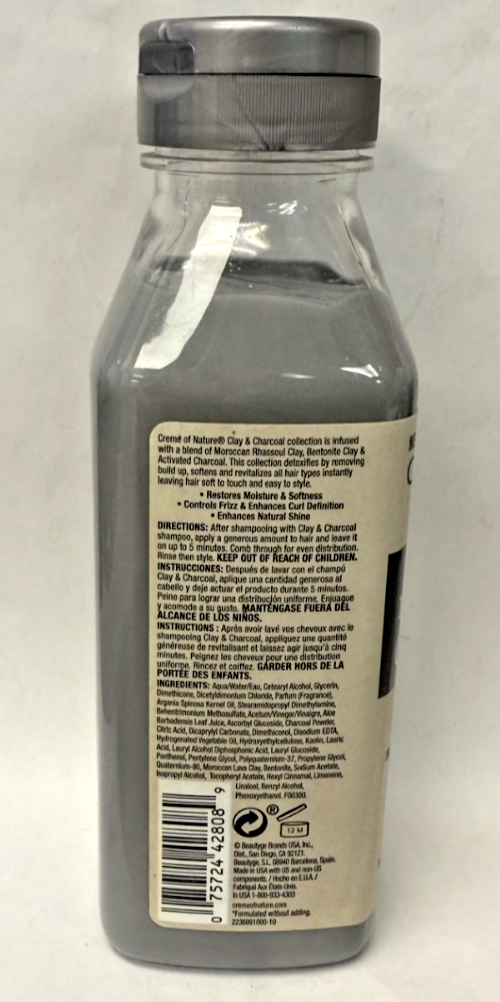 Creme of Nature® Clay & Charcoal collection is infused
with a blend of Moroccan Rhassoul Clay, Bentonite Clay &
Activated Charcoal. This collection detoxifies by removing
build up, softens and revitalizes all hair types instantly
leaving hair soft to touch and easy to style.
• Restores Moisture & Softness
• Controls Frizz & Enhances Curl Definition
• Enhances Natural Shine
DIRECTIONS: After shampooing with Clay & Charcoal
shampoo, apply a generous amount to hair and leave it
on up to 5 minutes. Comb through for even distribution.
Rinse then style. KEEP OUT OF REACH OF CHILDREN.
INSTRUCCIONES: Después de lavar con el champú
Clay & Charcoal, aplique una cantidad generosa al
cabello y deje actuar el producto durante 5 minutos.
Peine para lograr una distribución uniforme. Enjuague
y acomode a su gusto. MANTÉNGASE FUERA DEL
ALCANCE DE LOS NIÑOS.
INSTRUCTIONS : Après avoir lavé vos cheveux avec le
shampooing Clay & Charcoal, appliquez une quantité
généreuse de revitalisant et laissez agir jusqu'à cinq
minutes. Peignez les cheveux pour une distribution
uniforme. Rincez et coiffez. GARDER HORS DE LA
PORTÉE DES ENFANTS.
INGREDIENTS: Aqua/Water/Eau, Cetearyl Alcohol, Glycerin,
Dimethicone, Dicetyldimonium Chloride, Parfum (Fragrance),
Argania Spinosa Kernel Oil, Stearamidopropyl Dimethylamine,
Behentrimonium Methosulfate, Acetum/Vinegar/Vinaigre, Aloe
Barbadensis Leaf Juice, Ascorbyl Glucoside, Charcoal Powder,
Citric Acid, Dicaprylyl Carbonate, Dimethiconol, Disodium EDTA,
Hydrogenated Vegetable Oil, Hydroxyethylcellulose, Kaolin, Lauric
Acid, Lauryl Alcohol Diphosphonic Acid, Lauryl Glucoside,
Panthenol, Pentylene Glycol, Polyquaternium-37, Propylene Glycol,
Quaternium-80, Moroccan Lava Clay, Bentonite, Sodium Acetate,
Isopropyl Alcohol, Tocopheryl Acetate, Hexyl Cinnamal, Limonene,
Linalool, Benzyl Alcohol,
Phenoxyethanol. F00300.
0 75724 42808 9
12 M
© Beautyge Brands USA, Inc.,
Dist., San Diego, CA 92121.
Beautyge, S.L. 08940 Barcelona, Spain.
Made in USA with US and non-US
components. / Hecho en E.U.A. /
Fabriqué Aux États-Unis.
In USA 1-800-933-4303
cremeofnature.com
*Formulated without adding.